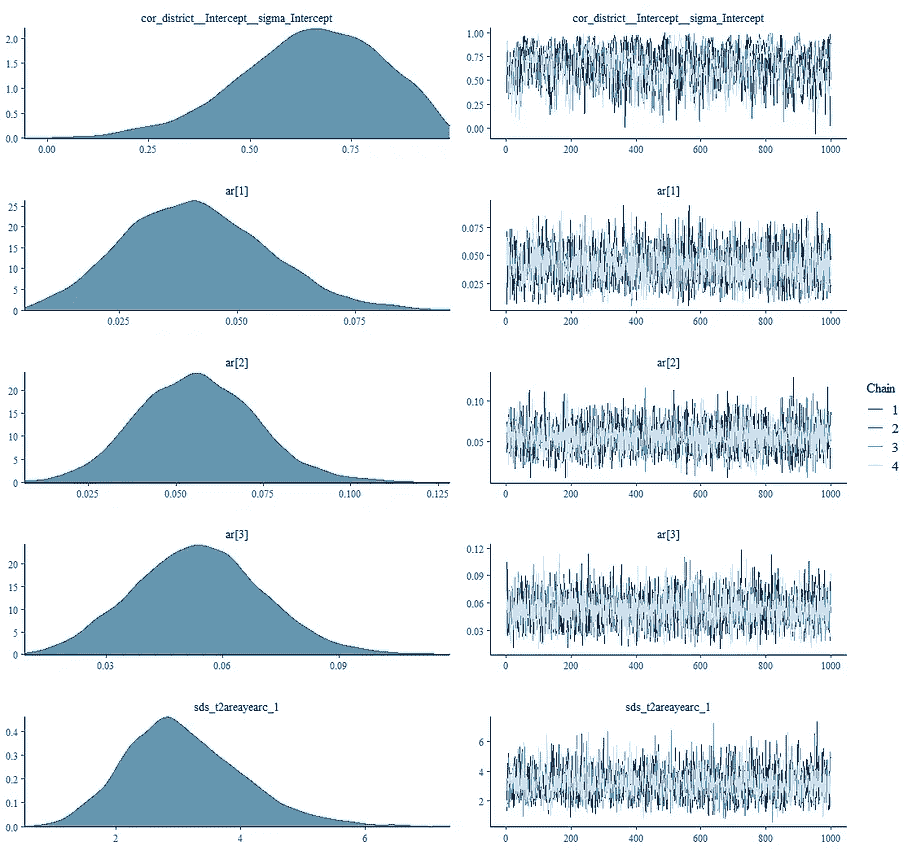 cor_district__Intercept__sigma_Intercept
cor_district__Intercept__sigma_Intercept
2.0
1.5
1.0
0.5
0.0
0.00 0.25 0.50 0.75
1.00
0.75
0.50
0.25
0.00
0 200 400 600 800 1000
ar[1]
ar[1]
25
20
15
10
5
0
0.025 0.050 0.075
0.075
0.050
0.025
0 200 400 600 800 1000
ar[2]
ar[2]
20
15
10
5
0
0.025 0.050 0.075 0.100 0.125
0.10
0.05
0 200 400 600 800 1000
Chain
1
2
3
4
ar[3]
ar[3]
20
15
10
5
0
0.03 0.06 0.09
0.12
0.09
0.06
0.03
0 200 400 600 800 1000
sds_t2areayearc_1
sds_t2areayearc_1
0.4
0.3
0.2
0.1
0.0
2 4 6
6
4
2
0 200 400 600 800 1000